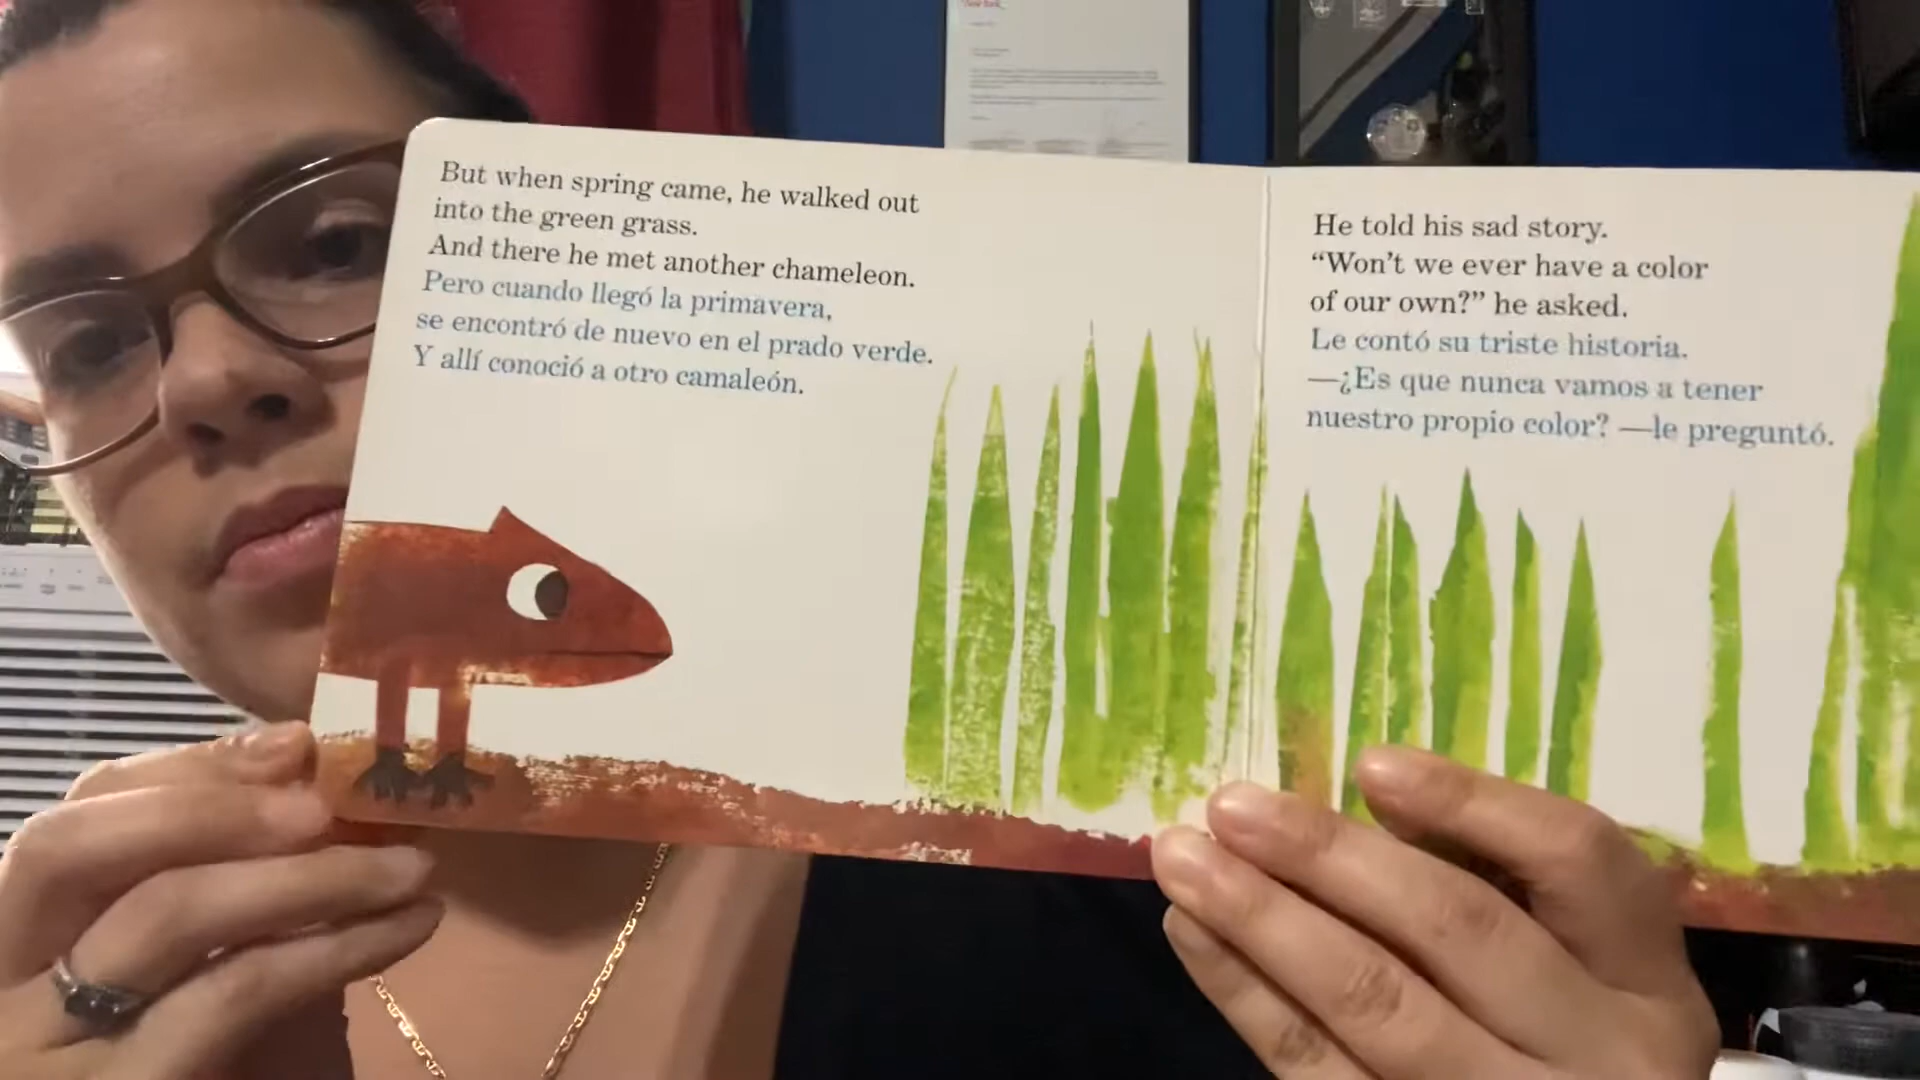 But when spring came, he walked out
into the green grass.
And there he met another chameleon.
Pero cuando llegó la primavera,
se encontró de nuevo en el prado verde.
Y allí conoció a otro camaleón.
He told his sad story.
“Won’t we ever have a color
of our own?” he asked.
Le contó su triste historia.
—¿Es que nunca vamos a tener
nuestro propio color? —le preguntó.